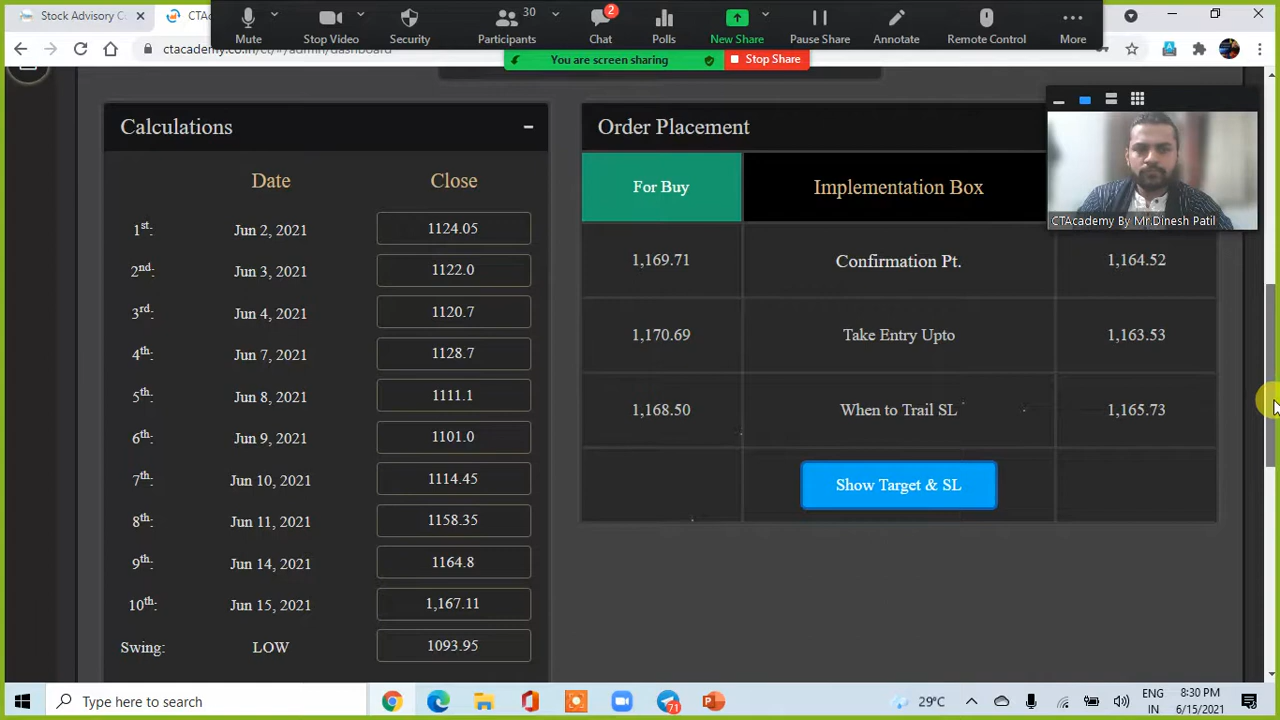 Stock Advisory C
CTAc
Mute
Stop Video
Security
30
Participants
2
Chat
Polls
New Share
Pause Share
Annotate
Remote Control
More
You are screen sharing
Stop Share
Calculations
Date Close
1st: Jun 2, 2021 1124.05
2nd: Jun 3, 2021 1122.0
3rd: Jun 4, 2021 1120.7
4th: Jun 7, 2021 1128.7
5th: Jun 8, 2021 1111.1
6th: Jun 9, 2021 1101.0
7th: Jun 10, 2021 1114.45
8th: Jun 11, 2021 1158.35
9th: Jun 14, 2021 1164.8
10th: Jun 15, 2021 1,167.11
Swing: LOW 1093.95
Order Placement
For Buy Implementation Box
1,169.71 Confirmation Pt. 1,164.52
1,170.69 Take Entry Upto 1,163.53
1,168.50 When to Trail SL 1,165.73
Show Target & SL
CTAcademy By Mr.Dinesh Patil
Type here to search
71
29°C
ENG
IN
8:30 PM
6/15/2021